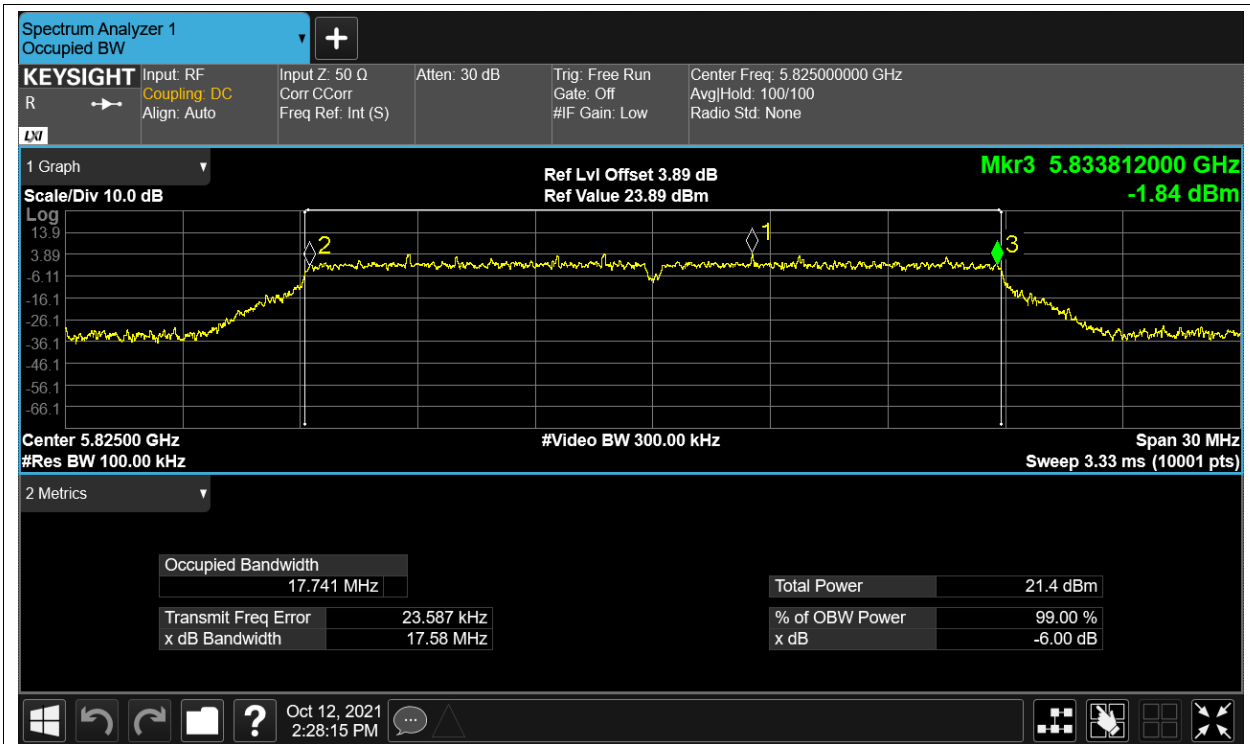 Spectrum Analyzer 1
Occupied BW
KEYSIGHT
R
LXI
Input: RF
Coupling: DC
Align: Auto
Input Z: 50 Ω
Corr CCorr
Freq Ref: Int (S)
Atten: 30 dB
Trig: Free Run
Gate: Off
#IF Gain: Low
Center Freq: 5.825000000 GHz
Avg|Hold: 100/100
Radio Std: None
1 Graph
Scale/Div 10.0 dB
Ref Lvl Offset 3.89 dB
Ref Value 23.89 dBm
Mkr3 5.833812000 GHz
-1.84 dBm
Log
13.9
3.89
-6.11
-16.1
-26.1
-36.1
-46.1
-56.1
-66.1
2
1
3
Center 5.82500 GHz
#Res BW 100.00 kHz
#Video BW 300.00 kHz
Span 30 MHz
Sweep 3.33 ms (10001 pts)
2 Metrics
Occupied Bandwidth
17.741 MHz
Transmit Freq Error 23.587 kHz
x dB Bandwidth 17.58 MHz
Total Power 21.4 dBm
% of OBW Power 99.00 %
x dB -6.00 dB
?
Oct 12, 2021
2:28:15 PM